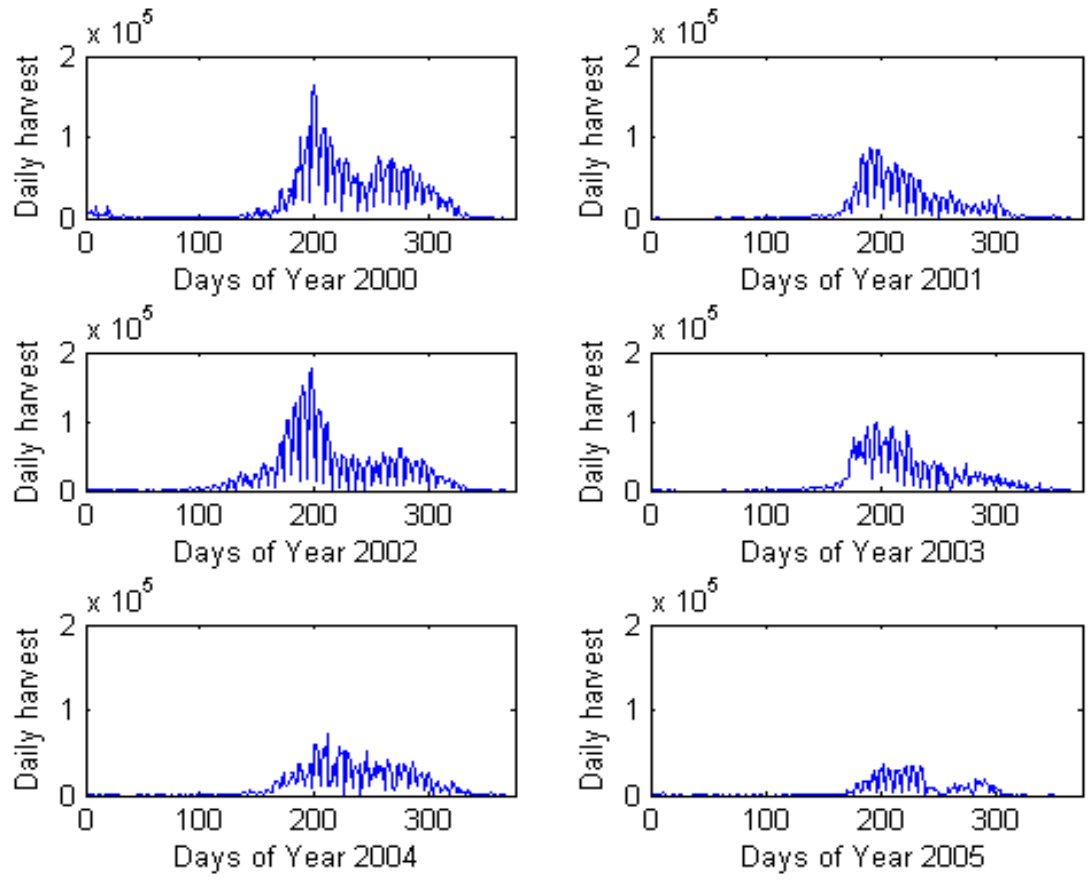 x 10^5
Daily harvest
2
1
0
0 100 200 300
Days of Year 2000
x 10^5
Daily harvest
2
1
0
0 100 200 300
Days of Year 2001
x 10^5
Daily harvest
2
1
0
0 100 200 300
Days of Year 2002
x 10^5
Daily harvest
2
1
0
0 100 200 300
Days of Year 2003
x 10^5
Daily harvest
2
1
0
0 100 200 300
Days of Year 2004
x 10^5
Daily harvest
2
1
0
0 100 200 300
Days of Year 2005